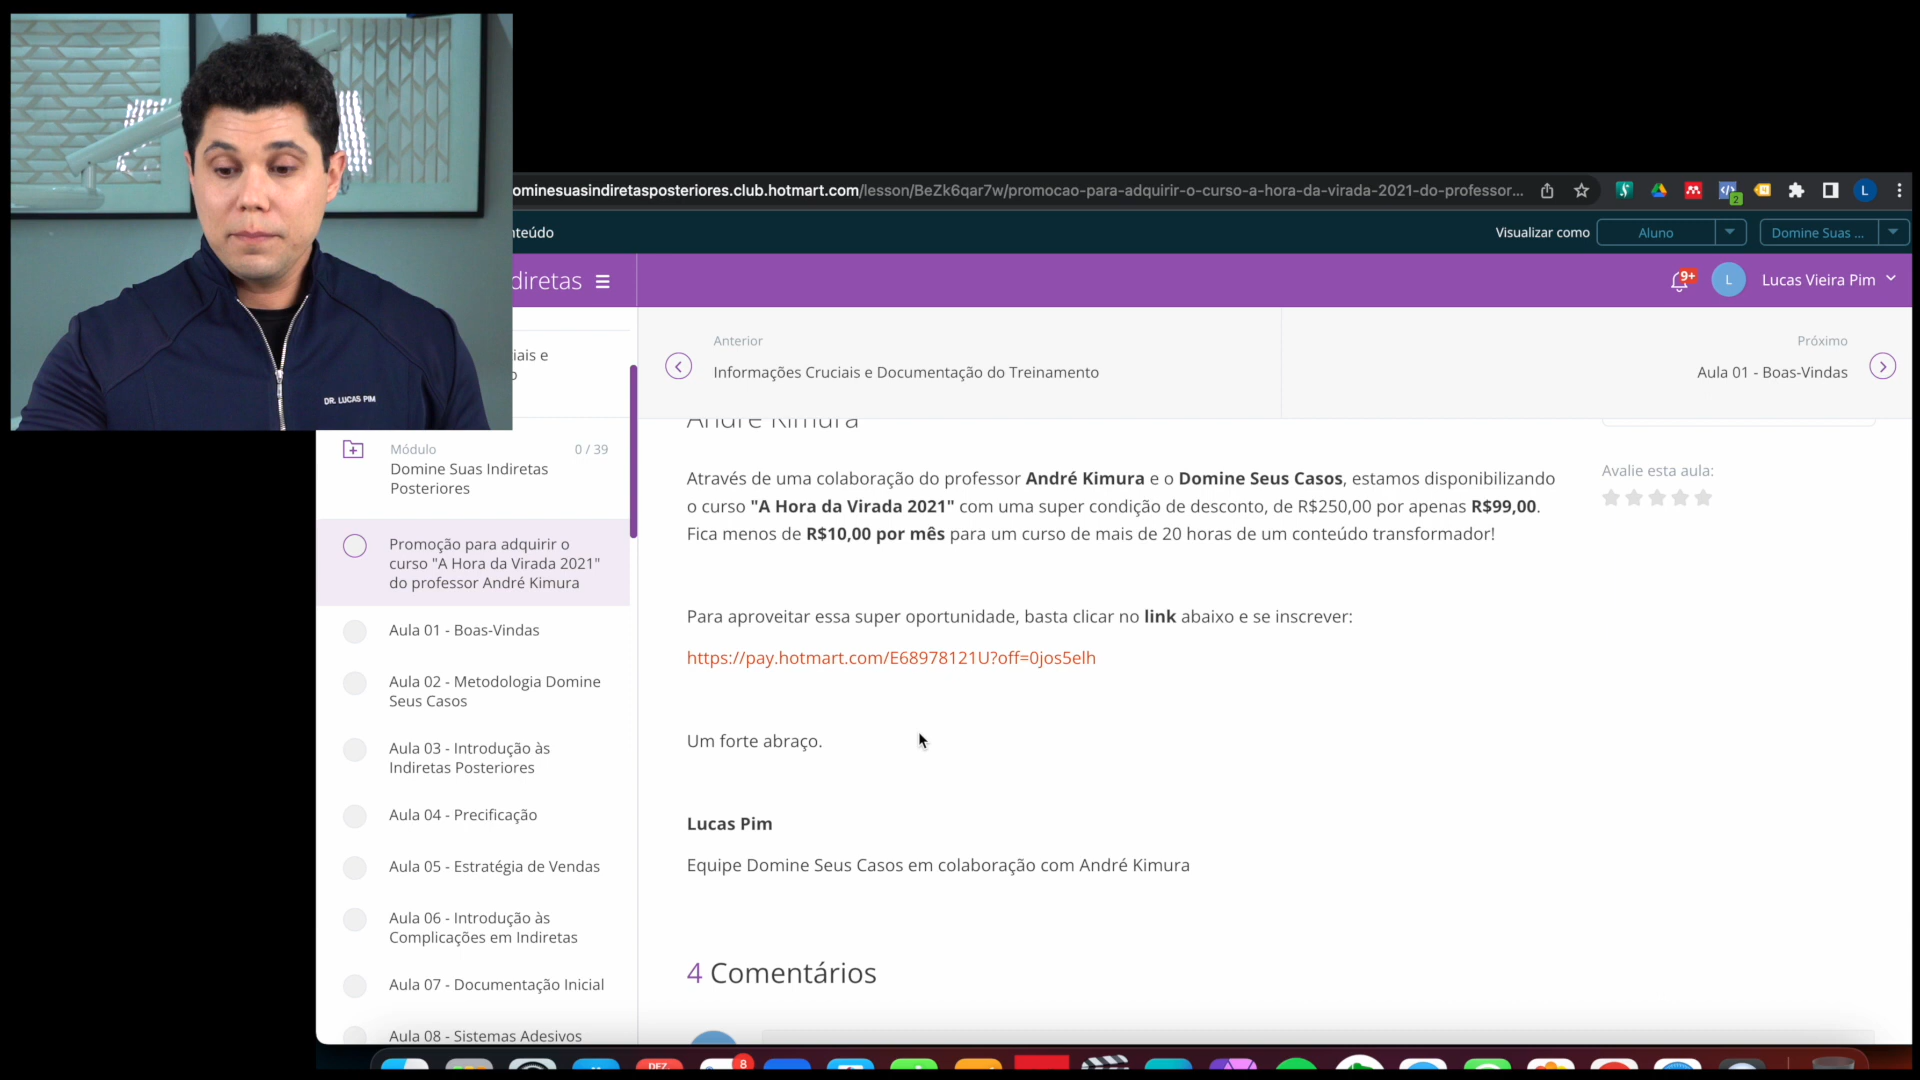 DR. LUCAS PIM
ominesuasindiretasposteriores.club.hotmart.com/lesson/BeZk6qar7w/promocao-para-adquirir-o-curso-a-hora-da-virada-2021-do-professor...
2
L
nteúdo
Visualizar como
Aluno
Domine Suas ...
diretas
9+
L
Lucas Vieira Pim
Anterior
Informações Cruciais e Documentação do Treinamento
Próximo
Aula 01 - Boas-Vindas
iais e
o
Módulo
0 / 39
Domine Suas Indiretas
Posteriores
Promoção para adquirir o
curso "A Hora da Virada 2021"
do professor André Kimura
Aula 01 - Boas-Vindas
Aula 02 - Metodologia Domine
Seus Casos
Aula 03 - Introdução às
Indiretas Posteriores
Aula 04 - Precificação
Aula 05 - Estratégia de Vendas
Aula 06 - Introdução às
Complicações em Indiretas
Aula 07 - Documentação Inicial
Aula 08 - Sistemas Adesivos
André Kimura
Através de uma colaboração do professor André Kimura e o Domine Seus Casos, estamos disponibilizando
o curso "A Hora da Virada 2021" com uma super condição de desconto, de R$250,00 por apenas R$99,00.
Fica menos de R$10,00 por mês para um curso de mais de 20 horas de um conteúdo transformador!
Para aproveitar essa super oportunidade, basta clicar no link abaixo e se inscrever:
https://pay.hotmart.com/E68978121U?off=0jos5elh
Um forte abraço.
Lucas Pim
Equipe Domine Seus Casos em colaboração com André Kimura
4 Comentários
Avalie esta aula:
DEZ.
8